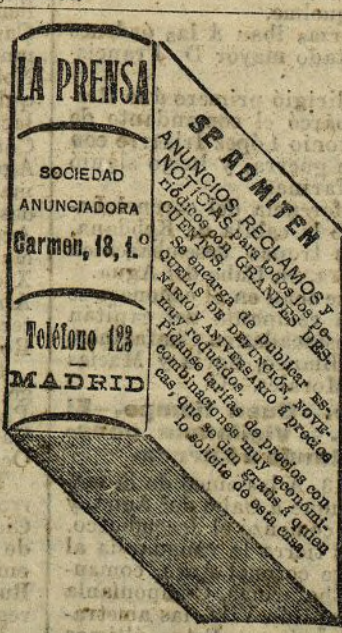 LA PRENSA
SOCIEDAD
ANUNCIADORA
Carmen, 18, 1.º
Teléfono 123
MADRID
SE ADMITEN
ANUNCIOS, RECLAMOS y
NOTICIAS para todos los pe-
riódicos con GRANDES DES-
CUENTOS.
Se encarga de publicar ES-
QUELAS DE DEFUNCIÓN, NOVE-
NARIO y ANIVERSARIO á precios
muy reducidos.
Pídanse tarifas de precios con
combinaciones muy económi-
cas, que se dan gratis á quien
lo solicite de esta casa.